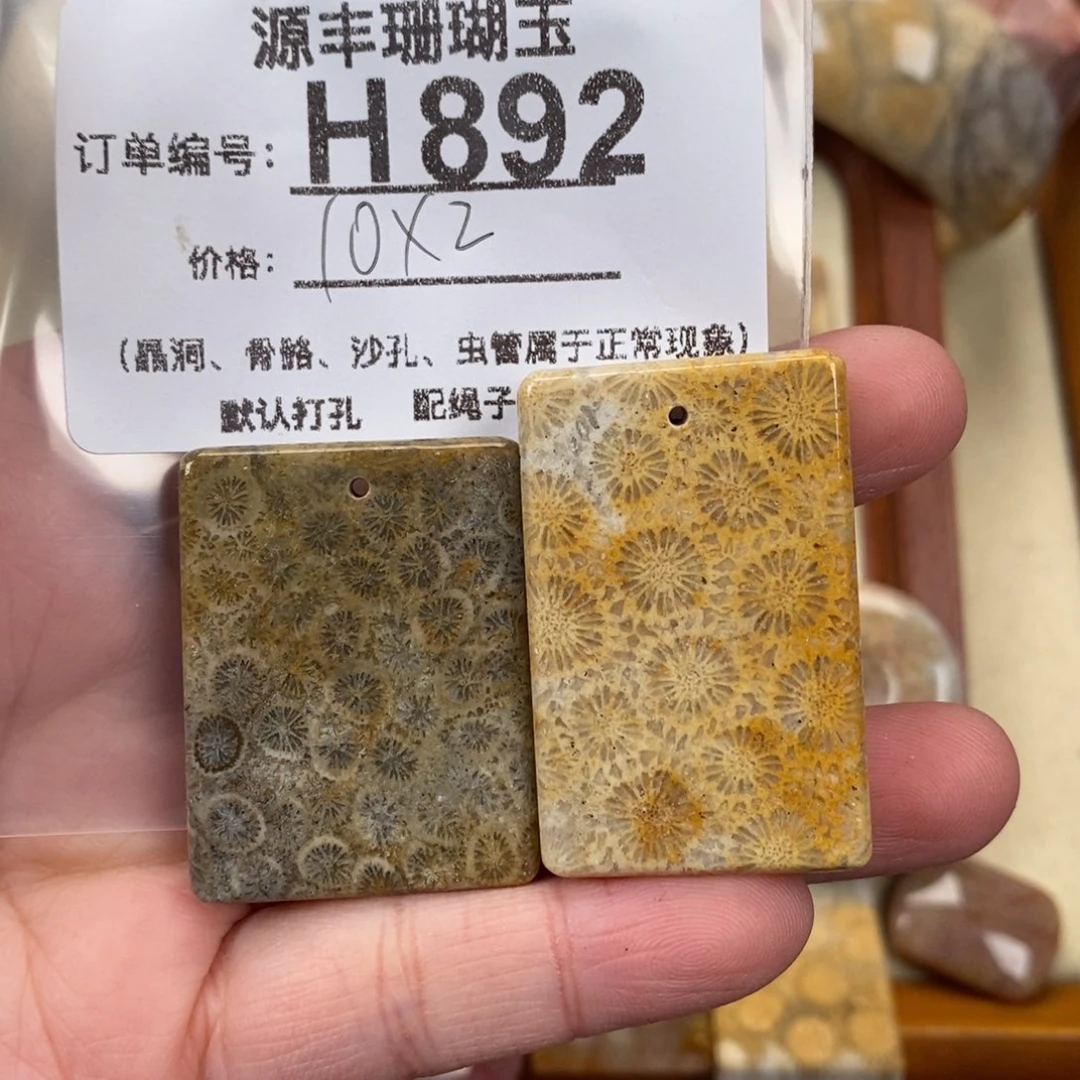 源丰珊瑚玉
订单编号：H892
价格：10X2
（晶洞、骨骼、沙孔、虫管属于正常现象）
默认打孔 配绳子